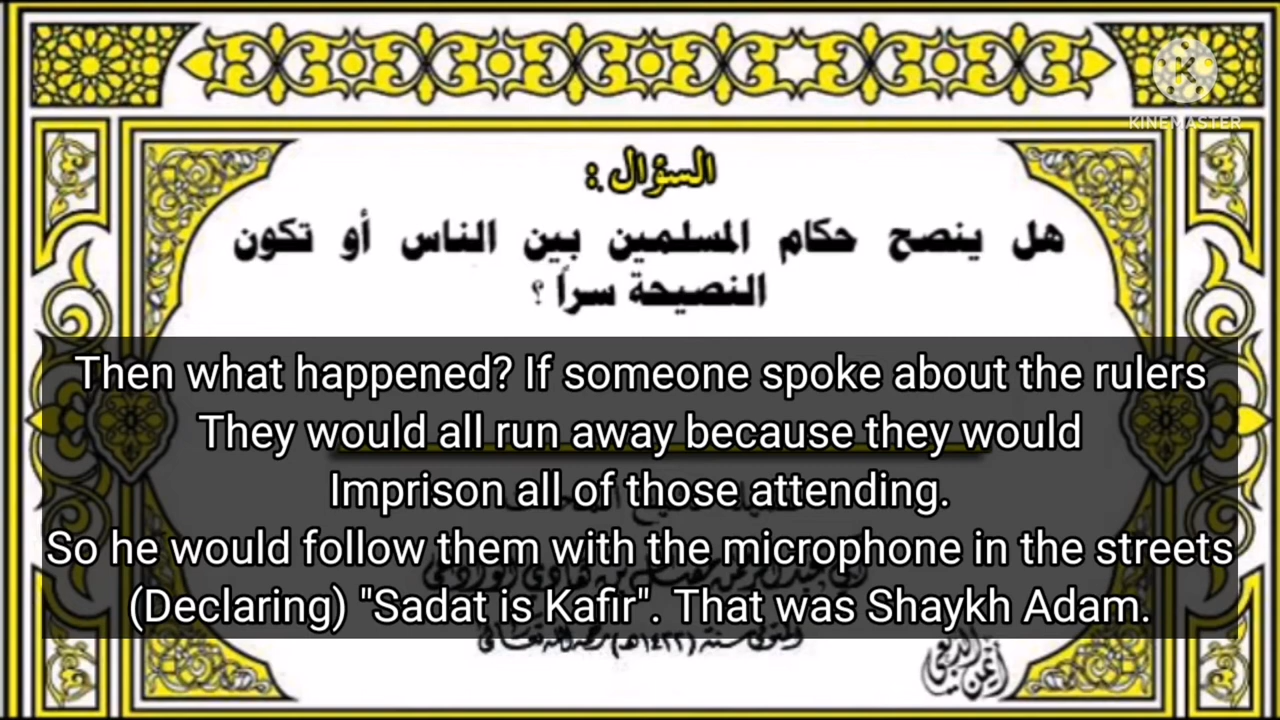 KINEMASTER
السؤال :
هل ينصح حكام المسلمين بين الناس أو تكون
النصيحة سراً ؟
Then what happened? If someone spoke about the rulers
They would all run away because they would
Imprison all of those attending.
So he would follow them with the microphone in the streets
(Declaring) "Sadat is Kafir". That was Shaykh Adam.